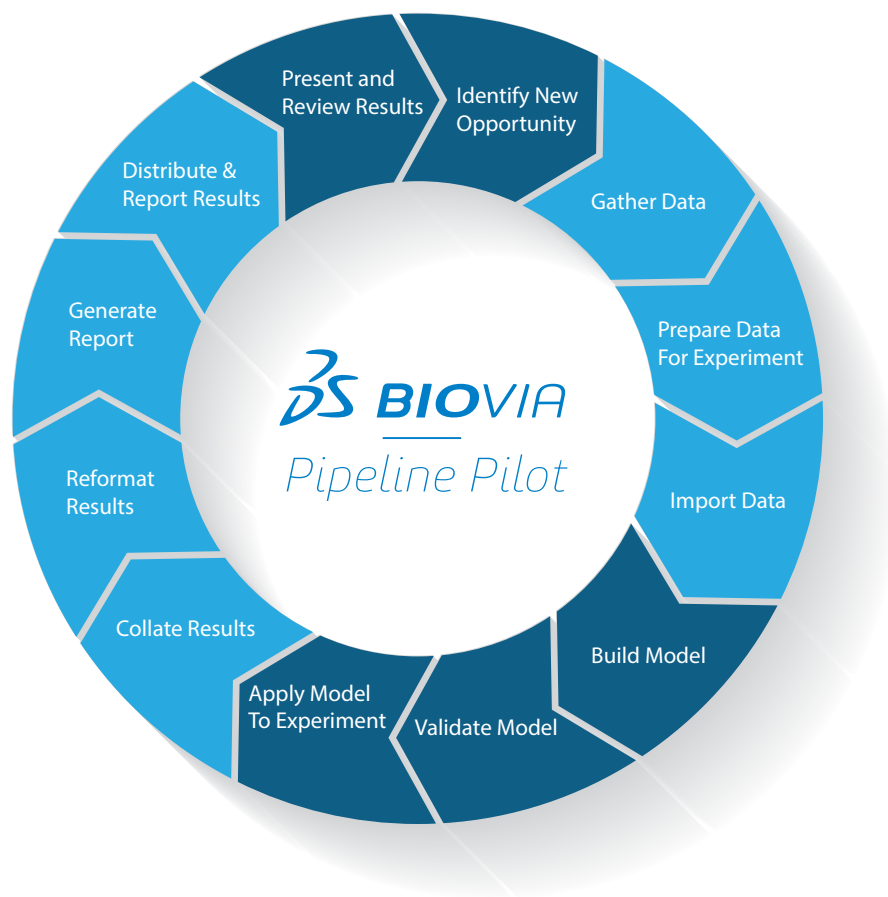 Present and
Review Results
Identify New
Opportunity
Gather Data
Prepare Data
For Experiment
Import Data
Build Model
Validate Model
Apply Model
To Experiment
Collate Results
Reformat
Results
Generate
Report
Distribute &
Report Results
3DS BIOVIA
Pipeline Pilot